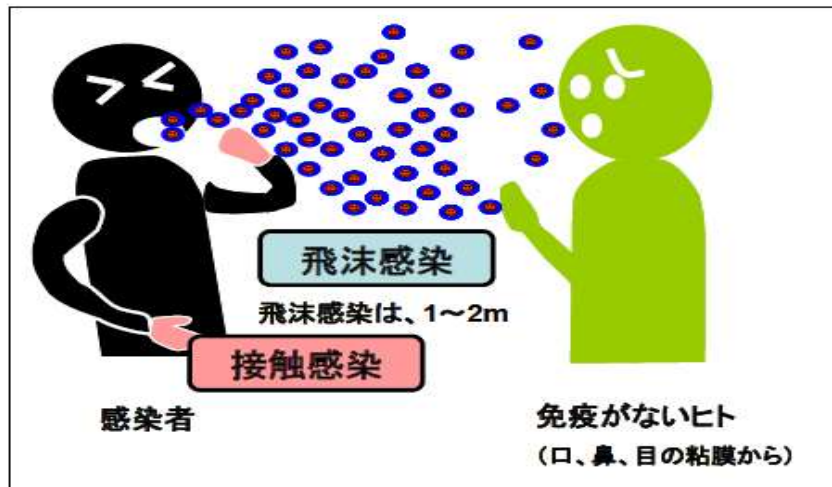 飛沫感染
飛沫感染は、1～2m
接触感染
感染者
免疫がないヒト
（口、鼻、目の粘膜から）